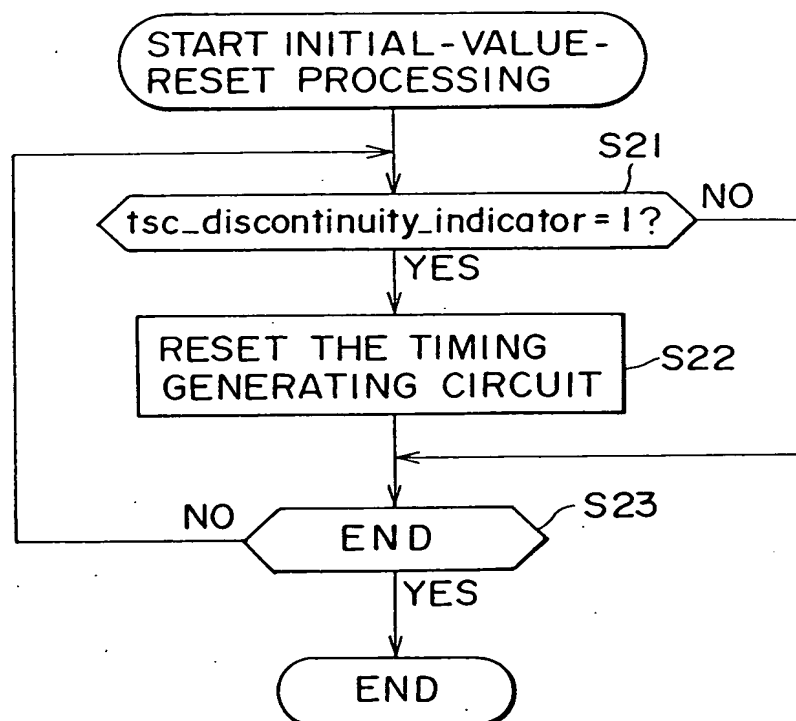 START INITIAL-VALUE-
RESET PROCESSING
S21
tsc_discontinuity_indicator = 1?
NO
YES
RESET THE TIMING
GENERATING CIRCUIT
S22
NO
END
S23
YES
END